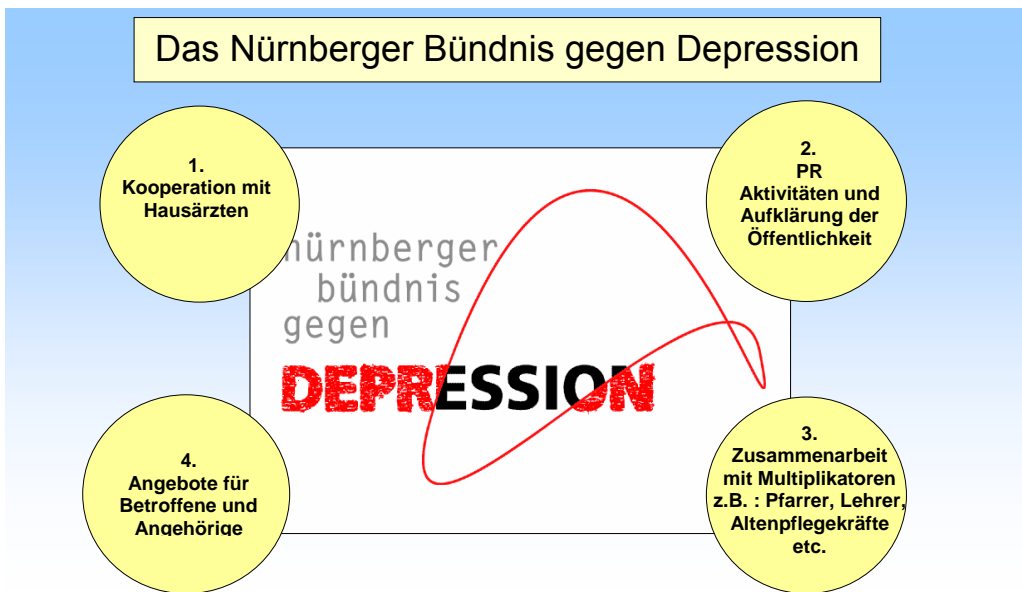 Das Nürnberger Bündnis gegen Depression
1.
Kooperation mit
Hausärzten
2.
PR
Aktivitäten und
Aufklärung der
Öffentlichkeit
nürnberger
bündnis
gegen
DEPRESSION
4.
Angebote für
Betroffene und
Angehörige
3.
Zusammenarbeit
mit Multiplikatoren
z.B. : Pfarrer, Lehrer,
Altenpflegekräfte
etc.